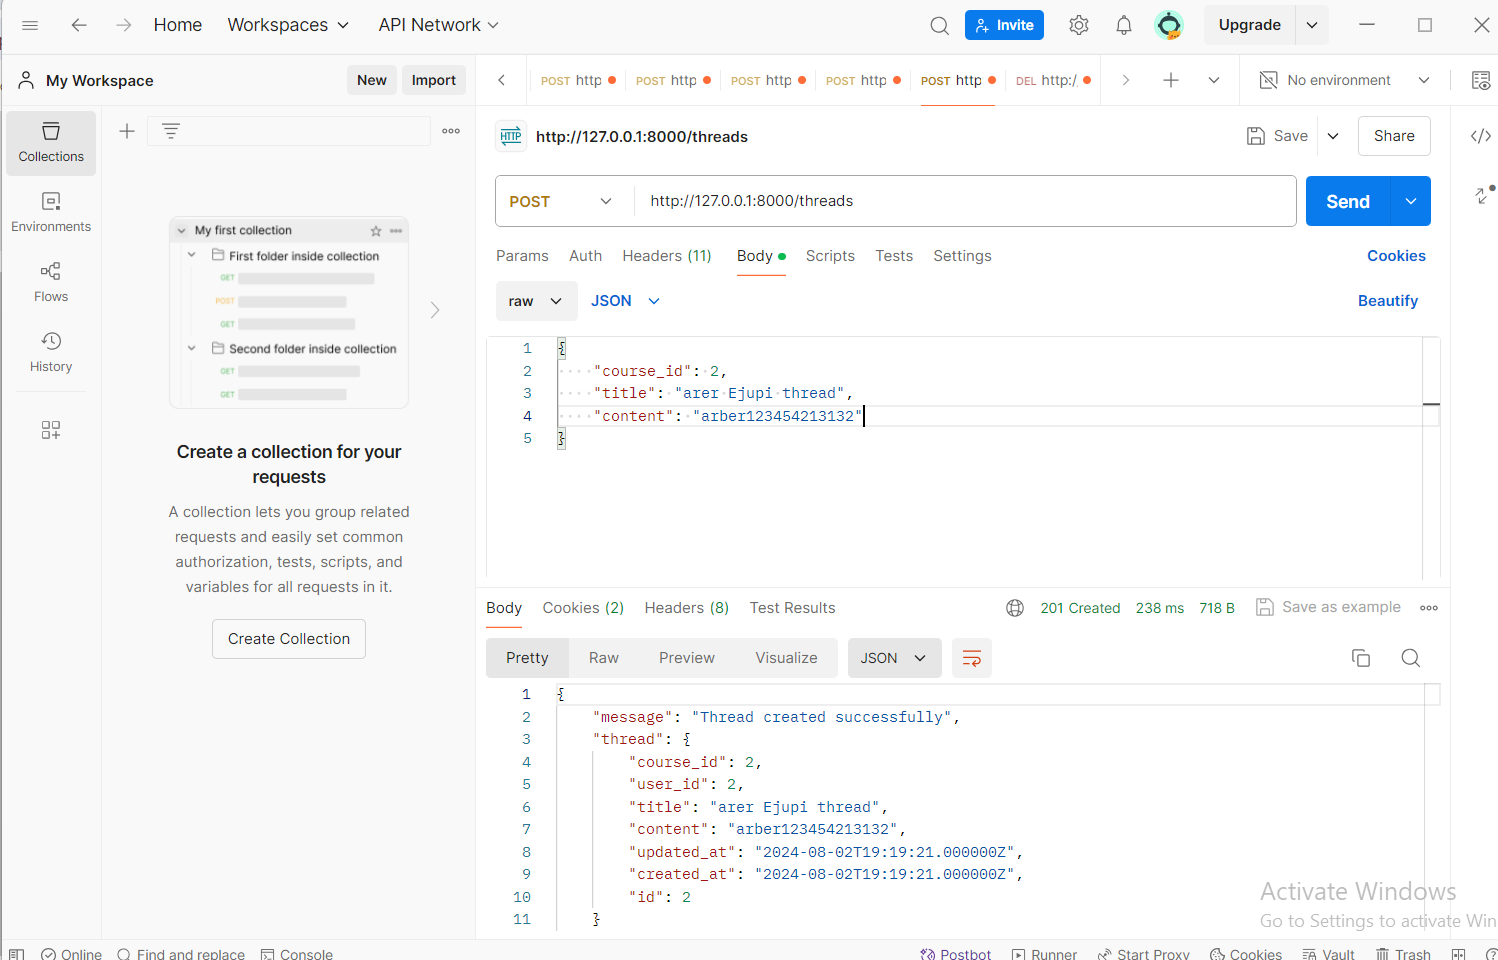 Home Workspaces API Network Invite Upgrade
My Workspace New Import POST http POST http POST http POST http POST http DEL http:/ No environment
Collections
HTTP http://127.0.0.1:8000/threads Save Share
POST http://127.0.0.1:8000/threads Send
Environments
Params Auth Headers (11) Body Scripts Tests Settings Cookies
Flows
raw JSON Beautify
History
My first collection
First folder inside collection
GET
POST
GET
Second folder inside collection
GET
GET
Create a collection for your
requests
A collection lets you group related
requests and easily set common
authorization, tests, scripts, and
variables for all requests in it.
Create Collection
1 {
2 "course_id": 2,
3 "title": "arer Ejupi thread",
4 "content": "arber123454213132"
5 }
Body Cookies (2) Headers (8) Test Results 201 Created 238 ms 718 B Save as example
Pretty Raw Preview Visualize JSON
1 {
2 "message": "Thread created successfully",
3 "thread": {
4 "course_id": 2,
5 "user_id": 2,
6 "title": "arer Ejupi thread",
7 "content": "arber123454213132",
8 "updated_at": "2024-08-02T19:19:21.000000Z",
9 "created_at": "2024-08-02T19:19:21.000000Z",
10 "id": 2
11 }
Activate Windows
Go to Settings to activate Win
Online Find and replace Console Postbot Runner Start Proxy Cookies Vault Trash